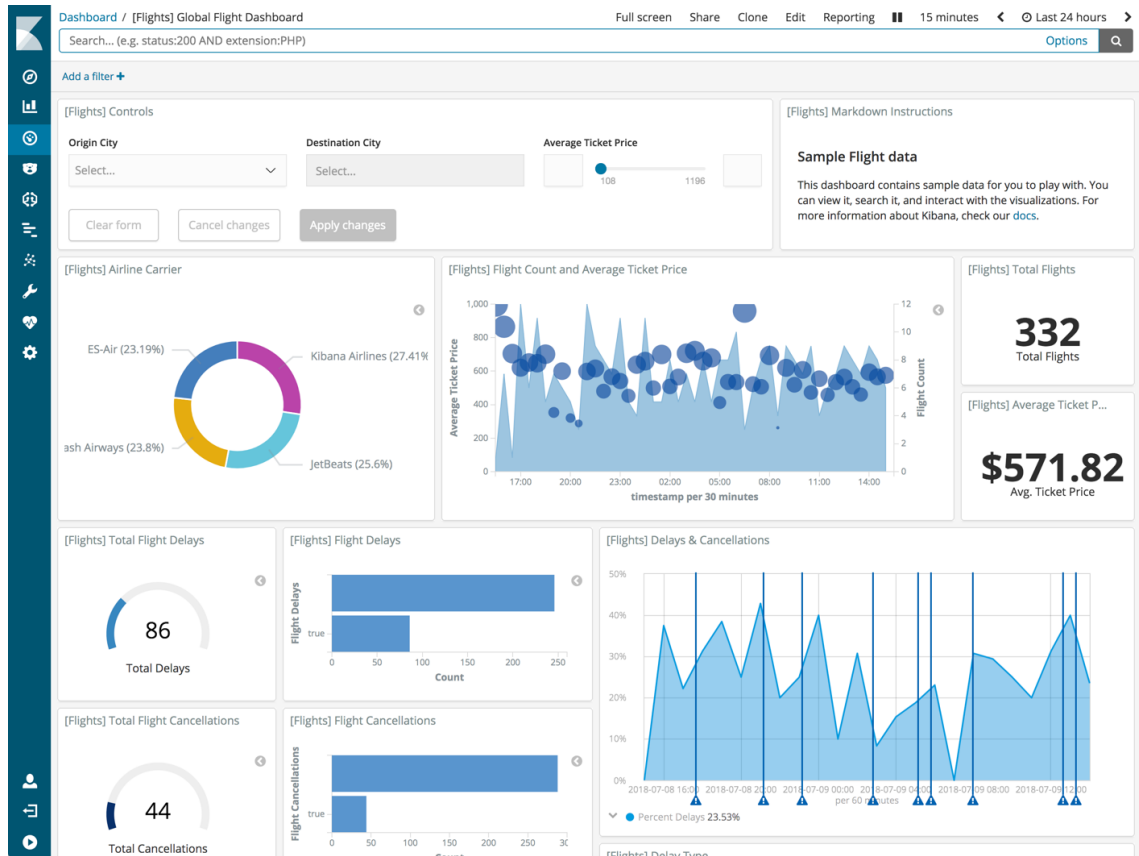 Dashboard / [Flights] Global Flight Dashboard
Full screen Share Clone Edit Reporting 15 minutes Last 24 hours
Search... (e.g. status:200 AND extension:PHP)
Options
Add a filter +
[Flights] Controls
Origin City
Destination City
Average Ticket Price
Select...
Select...
108
1196
Clear form
Cancel changes
Apply changes
[Flights] Markdown Instructions
Sample Flight data
This dashboard contains sample data for you to play with. You
can view it, search it, and interact with the visualizations. For
more information about Kibana, check our docs.
[Flights] Airline Carrier
ES-Air (23.19%)
Kibana Airlines (27.41%
ash Airways (23.8%)
JetBeats (25.6%)
[Flights] Flight Count and Average Ticket Price
1,000
800
600
400
200
0
Average Ticket Price
12
10
8
6
4
2
0
Flight Count
17:00 20:00 23:00 02:00 05:00 08:00 11:00 14:00
timestamp per 30 minutes
[Flights] Total Flights
332
Total Flights
[Flights] Average Ticket P...
$571.82
Avg. Ticket Price
[Flights] Total Flight Delays
86
Total Delays
[Flights] Flight Delays
Flight Delays
true
0 50 100 150 200 250
Count
[Flights] Delays & Cancellations
50%
40%
30%
20%
10%
0%
2018-07-08 16:00 2018-07-08 20:00 2018-07-09 00:00 2018-07-09 04:00 2018-07-09 08:00 2018-07-09 12:00
per 60 minutes
Percent Delays 23.53%
[Flights] Total Flight Cancellations
44
Total Cancellations
[Flights] Flight Cancellations
Flight Cancellations
true
0 50 100 150 200 250 30
Count
[Flights] Delay Type